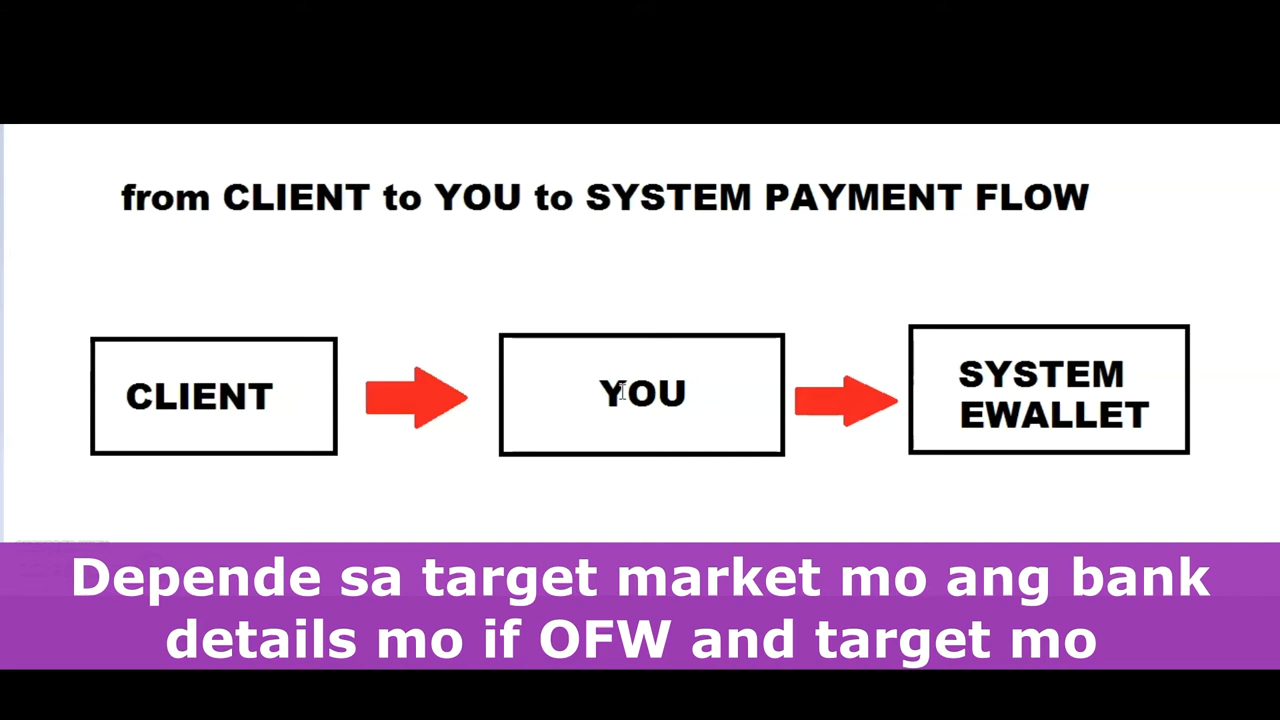 from CLIENT to YOU to SYSTEM PAYMENT FLOW
CLIENT
YOU
SYSTEM
EWALLET
Depende sa target market mo ang bank
details mo if OFW and target mo